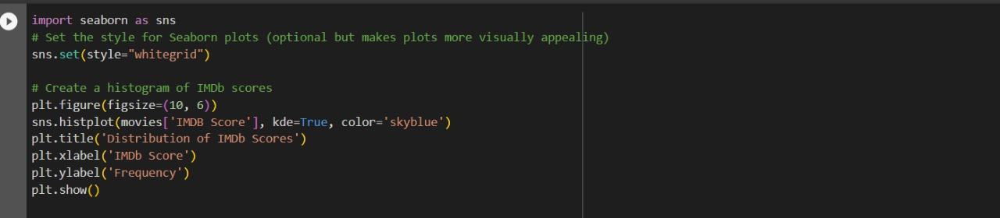 import seaborn as sns
# Set the style for Seaborn plots (optional but makes plots more visually appealing)
sns.set(style="whitegrid")

# Create a histogram of IMDb scores
plt.figure(figsize=(10, 6))
sns.histplot(movies['IMDB Score'], kde=True, color='skyblue')
plt.title('Distribution of IMDb Scores')
plt.xlabel('IMDb Score')
plt.ylabel('Frequency')
plt.show()